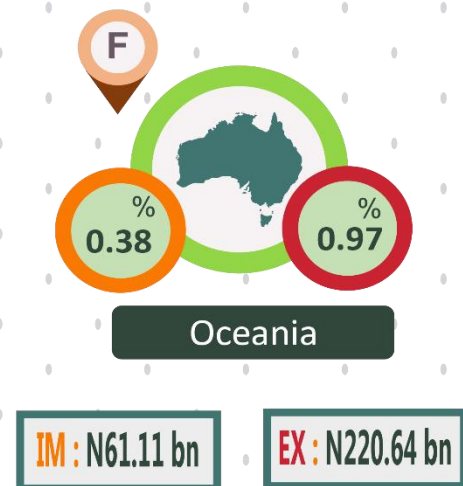 F
%
0.38
%
0.97
Oceania
IM : N61.11 bn
EX : N220.64 bn